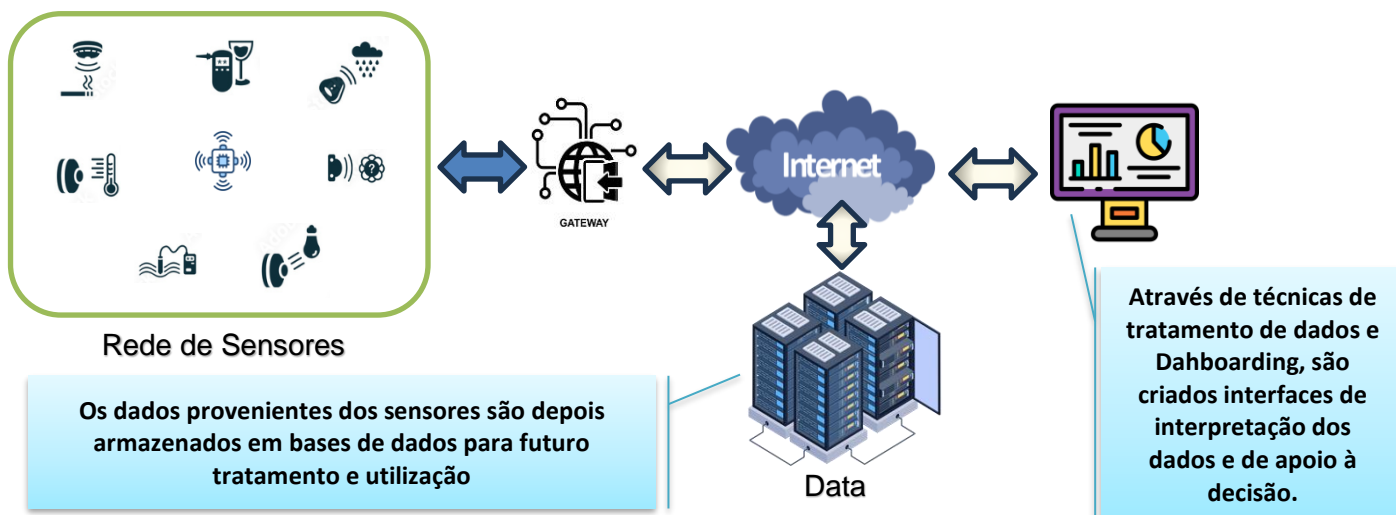 Internet
GATEWAY
Rede de Sensores
Os dados provenientes dos sensores são depois
armazenados em bases de dados para futuro
tratamento e utilização
Data
Através de técnicas de
tratamento de dados e
Dahboarding, são
criados interfaces de
interpretação dos
dados e de apoio à
decisão.